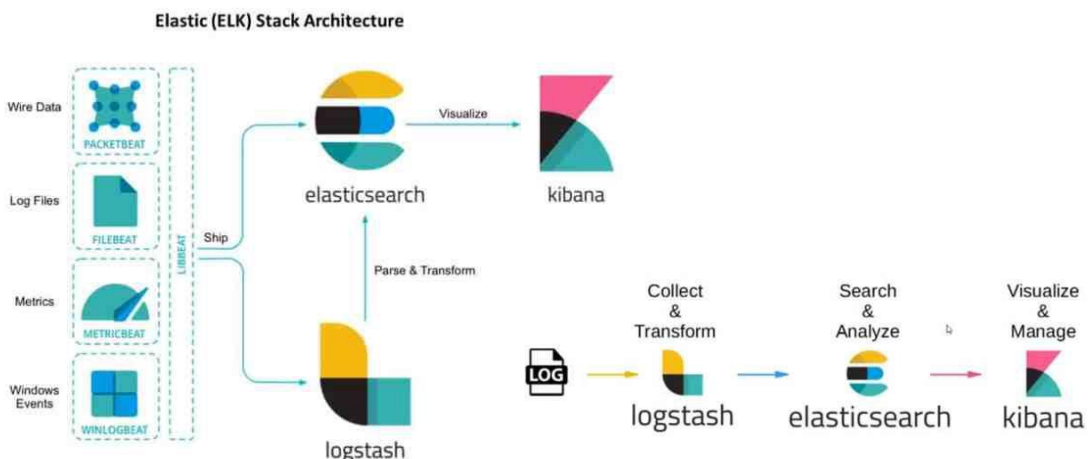 Elastic (ELK) Stack Architecture
Wire Data
PACKETBEAT
Log Files
FILEBEAT
Metrics
METRICBEAT
Windows
Events
WINLOGBEAT
LIBBEAT
Ship
elasticsearch
Visualize
kibana
Parse & Transform
logstash
LOG
Collect
&
Transform
logstash
Search
&
Analyze
elasticsearch
Visualize
&
Manage
kibana